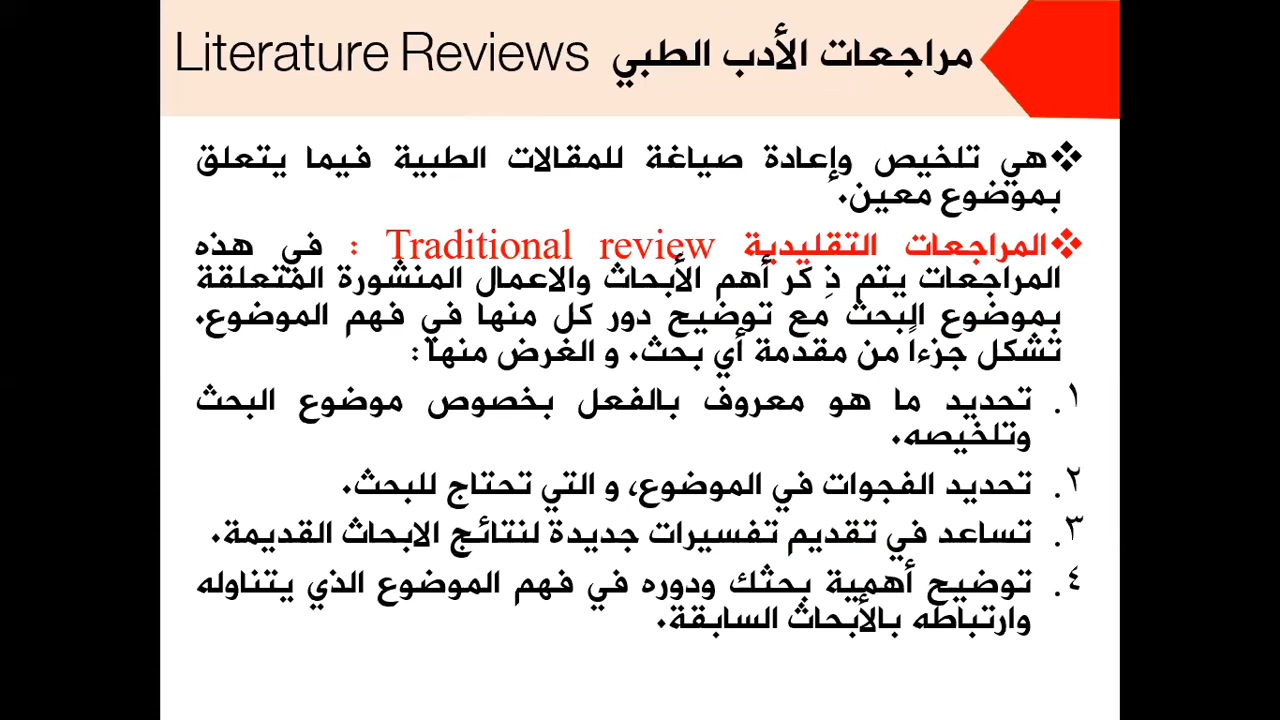 مراجعات الأدب الطبي Literature Reviews
❖هي تلخيص وإعادة صياغة للمقالات الطبية فيما يتعلق
بموضوع معين.
❖المراجعات التقليدية Traditional review : في هذه
المراجعات يتم ذِكر أهم الأبحاث والاعمال المنشورة المتعلقة
بموضوع البحث مع توضيح دور كل منها في فهم الموضوع.
تشكل جزءاً من مقدمة أي بحث. و الغرض منها:
١. تحديد ما هو معروف بالفعل بخصوص موضوع البحث
وتلخيصه.
٢. تحديد الفجوات في الموضوع، و التي تحتاج للبحث.
٣. تساعد في تقديم تفسيرات جديدة لنتائج الابحاث القديمة.
٤. توضيح أهمية بحثك ودوره في فهم الموضوع الذي يتناوله
وارتباطه بالأبحاث السابقة.